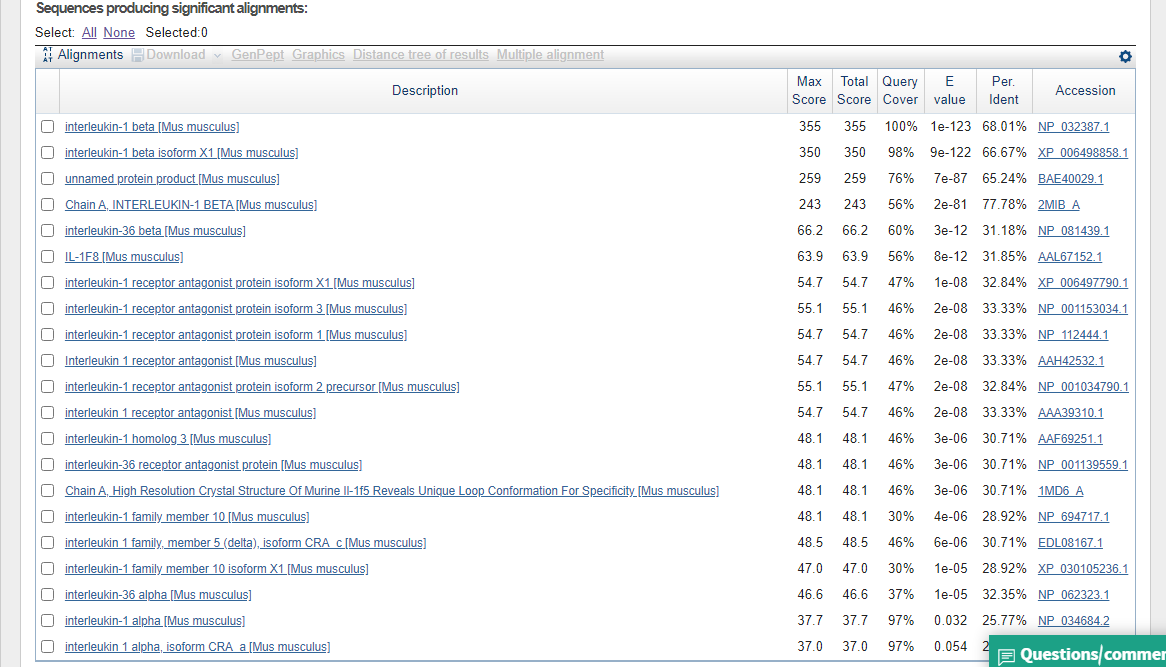 Sequences producing significant alignments:
Select: All None Selected:0
Alignments Download GenPept Graphics Distance tree of results Multiple alignment
Description Max Score Total Score Query Cover E value Per. Ident Accession
interleukin-1 beta [Mus musculus] 355 355 100% 1e-123 68.01% NP_032387.1
interleukin-1 beta isoform X1 [Mus musculus] 350 350 98% 9e-122 66.67% XP_006498858.1
unnamed protein product [Mus musculus] 259 259 76% 7e-87 65.24% BAE40029.1
Chain A, INTERLEUKIN-1 BETA [Mus musculus] 243 243 56% 2e-81 77.78% 2MIB_A
interleukin-36 beta [Mus musculus] 66.2 66.2 60% 3e-12 31.18% NP_081439.1
IL-1F8 [Mus musculus] 63.9 63.9 56% 8e-12 31.85% AAL67152.1
interleukin-1 receptor antagonist protein isoform X1 [Mus musculus] 54.7 54.7 47% 1e-08 32.84% XP_006497790.1
interleukin-1 receptor antagonist protein isoform 3 [Mus musculus] 55.1 55.1 46% 2e-08 33.33% NP_001153034.1
interleukin-1 receptor antagonist protein isoform 1 [Mus musculus] 54.7 54.7 46% 2e-08 33.33% NP_112444.1
Interleukin 1 receptor antagonist [Mus musculus] 54.7 54.7 46% 2e-08 33.33% AAH42532.1
interleukin-1 receptor antagonist protein isoform 2 precursor [Mus musculus] 55.1 55.1 47% 2e-08 32.84% NP_001034790.1
interleukin 1 receptor antagonist [Mus musculus] 54.7 54.7 46% 2e-08 33.33% AAA39310.1
interleukin-1 homolog 3 [Mus musculus] 48.1 48.1 46% 3e-06 30.71% AAF69251.1
interleukin-36 receptor antagonist protein [Mus musculus] 48.1 48.1 46% 3e-06 30.71% NP_001139559.1
Chain A, High Resolution Crystal Structure Of Murine Il-1f5 Reveals Unique Loop Conformation For Specificity [Mus musculus] 48.1 48.1 46% 3e-06 30.71% 1MD6_A
interleukin-1 family member 10 [Mus musculus] 48.1 48.1 30% 4e-06 28.92% NP_694717.1
interleukin 1 family, member 5 (delta), isoform CRA_c [Mus musculus] 48.5 48.5 46% 6e-06 30.71% EDL08167.1
interleukin-1 family member 10 isoform X1 [Mus musculus] 47.0 47.0 30% 1e-05 28.92% XP_030105236.1
interleukin-36 alpha [Mus musculus] 46.6 46.6 37% 1e-05 32.35% NP_062323.1
interleukin-1 alpha [Mus musculus] 37.7 37.7 97% 0.032 25.77% NP_034684.2
interleukin 1 alpha, isoform CRA_a [Mus musculus] 37.0 37.0 97% 0.054
Questions/commen